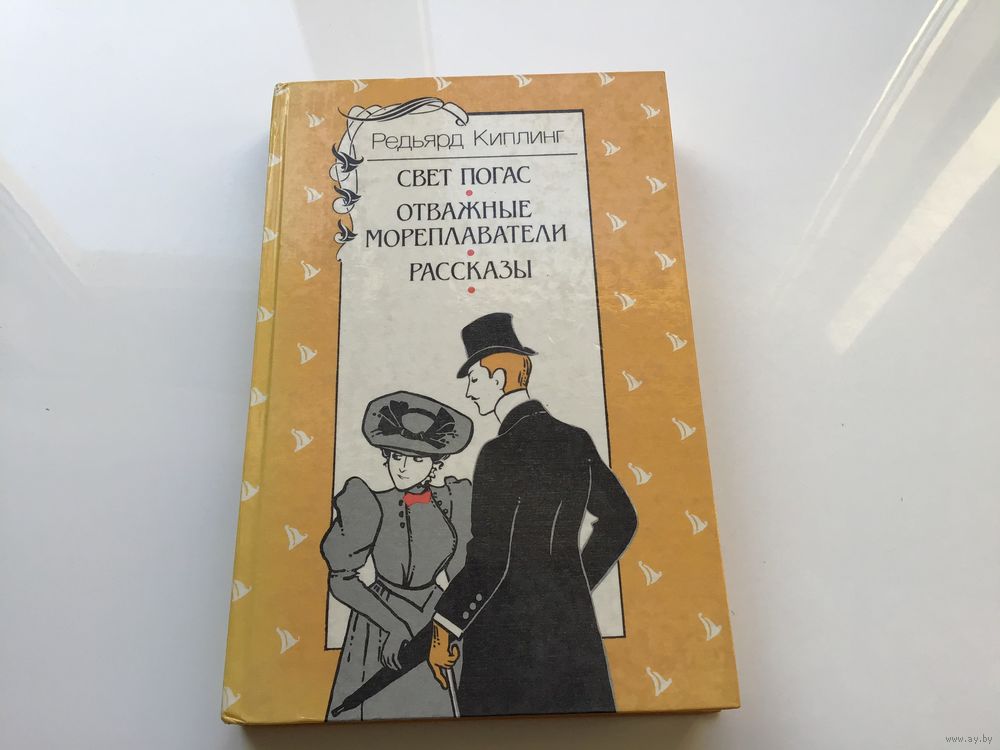 Редьярд Киплинг
СВЕТ ПОГАС
ОТВАЖНЫЕ
МОРЕПЛАВАТЕЛИ
РАССКАЗЫ
www.ay.by